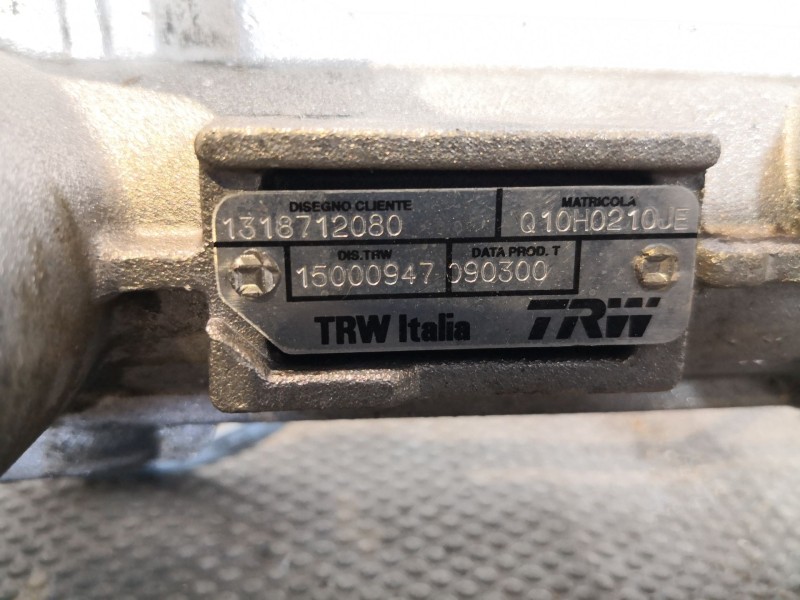 DISEGNO CLIENTE MATRICOLA
1318712080 Q10H0210JE
DIS.TRW DATA PROD. T
15000947 090300
TRW Italia TRW